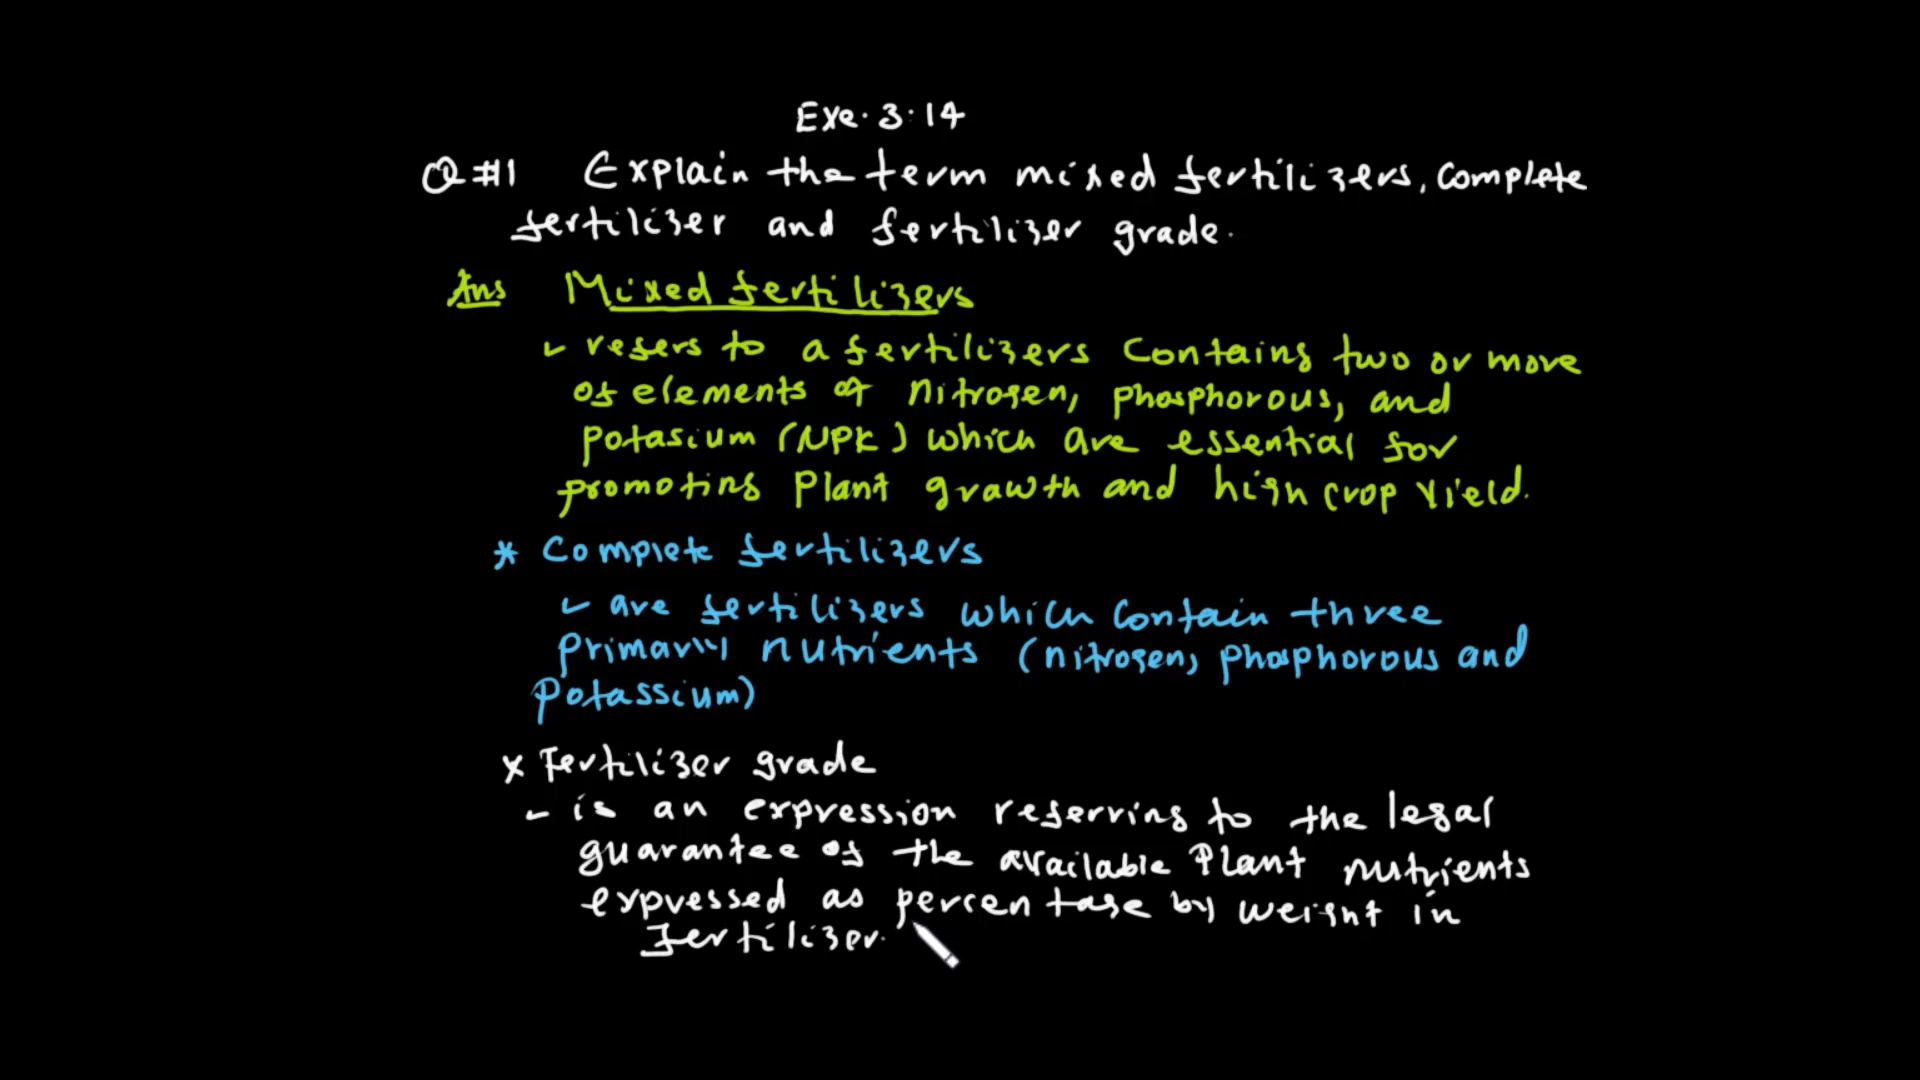 Exe. 3.14
Q #1 Explain the term mixed fertilizers, complete
fertilizer and fertilizer grade.
Ans Mixed fertilizers
refers to a fertilizers contains two or more
of elements of nitrogen, phosphorous, and
potasium (NPK) which are essential for
promoting plant growth and high crop yield.
* Complete fertilizers
are fertilizers which contain three
primary nutrients (nitrogen, phosphorous and
potassium)
x Fertilizer grade
- is an expression referring to the legal
guarantee of the available plant nutrients
expressed as percentage by weight in
fertilizer.